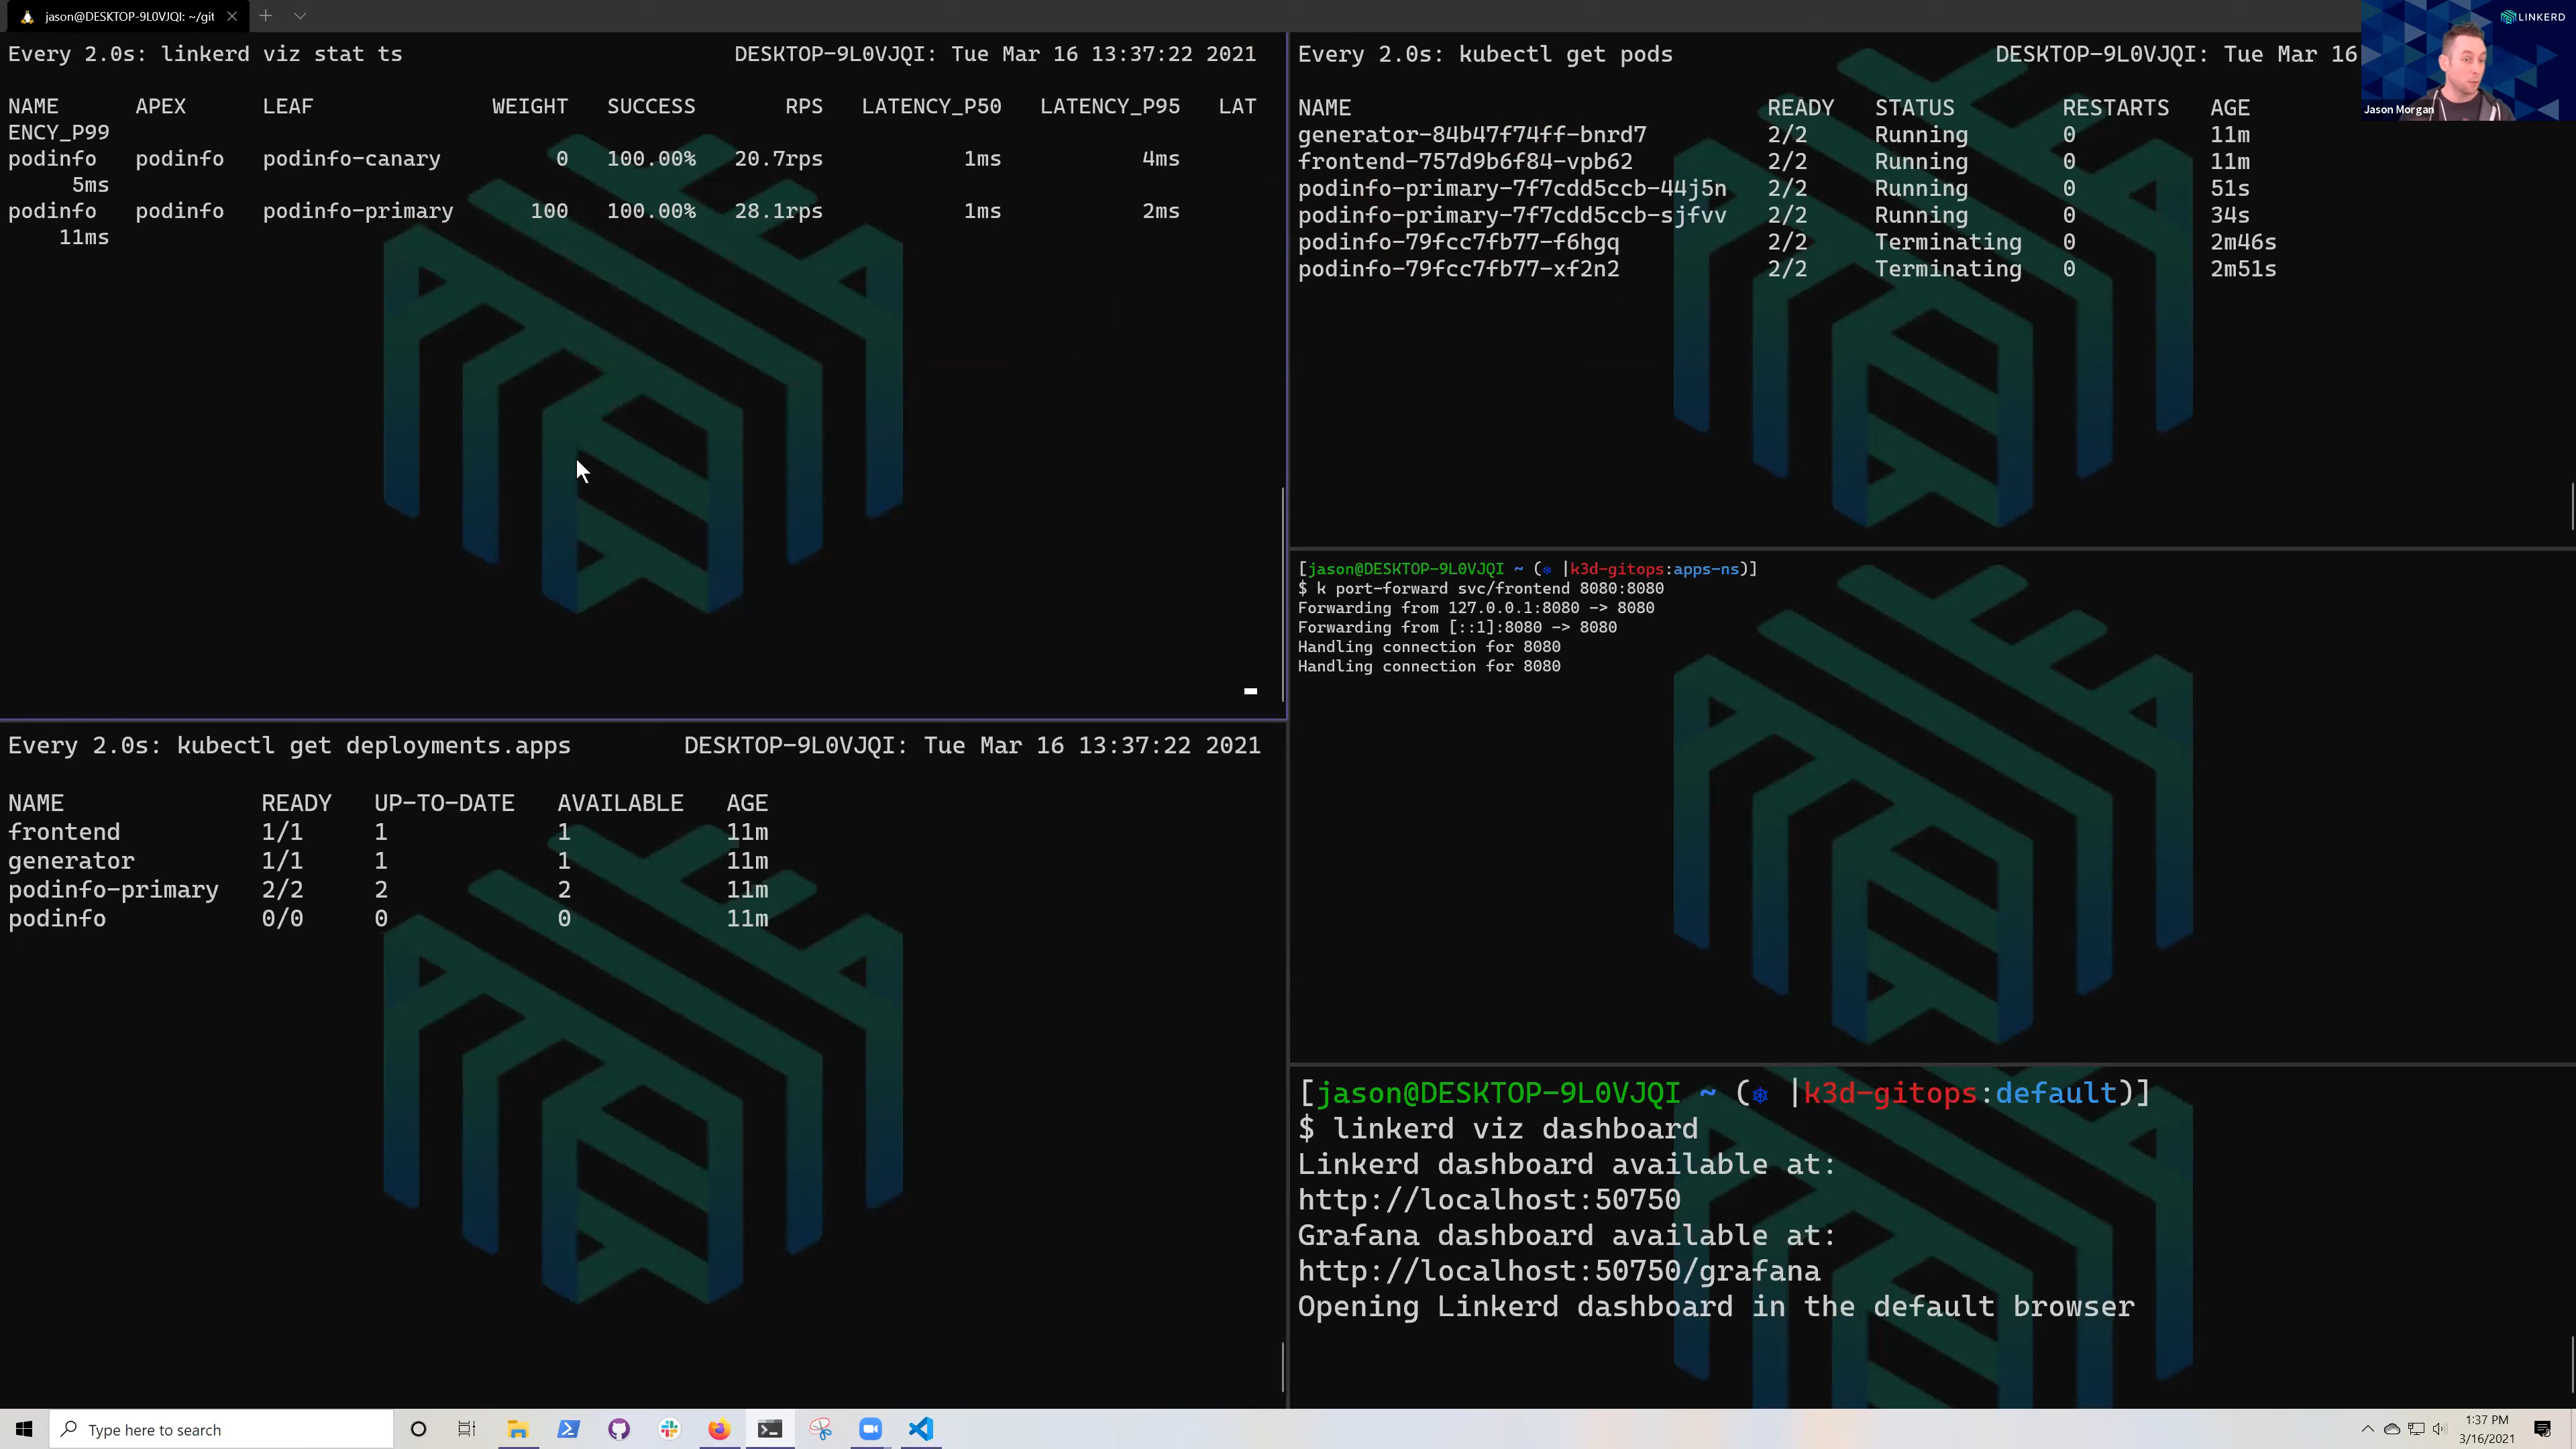 jason@DESKTOP-9L0VJQI: ~/git
Every 2.0s: linkerd viz stat ts DESKTOP-9L0VJQI: Tue Mar 16 13:37:22 2021
NAME APEX LEAF WEIGHT SUCCESS RPS LATENCY_P50 LATENCY_P95 LAT
ENCY_P99
podinfo podinfo podinfo-canary 0 100.00% 20.7rps 1ms 4ms
5ms
podinfo podinfo podinfo-primary 100 100.00% 28.1rps 1ms 2ms
11ms
Every 2.0s: kubectl get deployments.apps DESKTOP-9L0VJQI: Tue Mar 16 13:37:22 2021
NAME READY UP-TO-DATE AVAILABLE AGE
frontend 1/1 1 1 11m
generator 1/1 1 1 11m
podinfo-primary 2/2 2 2 11m
podinfo 0/0 0 0 11m
Every 2.0s: kubectl get pods DESKTOP-9L0VJQI: Tue Mar 16
NAME READY STATUS RESTARTS AGE
generator-84b47f74ff-bnrd7 2/2 Running 0 11m
frontend-757d9b6f84-vpb62 2/2 Running 0 11m
podinfo-primary-7f7cdd5ccb-44j5n 2/2 Running 0 51s
podinfo-primary-7f7cdd5ccb-sjfvv 2/2 Running 0 34s
podinfo-79fcc7fb77-f6hgq 2/2 Terminating 0 2m46s
podinfo-79fcc7fb77-xf2n2 2/2 Terminating 0 2m51s
LINKERD
Jason Morgan
[jason@DESKTOP-9L0VJQI ~ (⎈ |k3d-gitops:apps-ns)]
$ k port-forward svc/frontend 8080:8080
Forwarding from 127.0.0.1:8080 -> 8080
Forwarding from [::1]:8080 -> 8080
Handling connection for 8080
Handling connection for 8080
[jason@DESKTOP-9L0VJQI ~ (⎈ |k3d-gitops:default)]
$ linkerd viz dashboard
Linkerd dashboard available at:
http://localhost:50750
Grafana dashboard available at:
http://localhost:50750/grafana
Opening Linkerd dashboard in the default browser
Type here to search
1:37 PM
3/16/2021